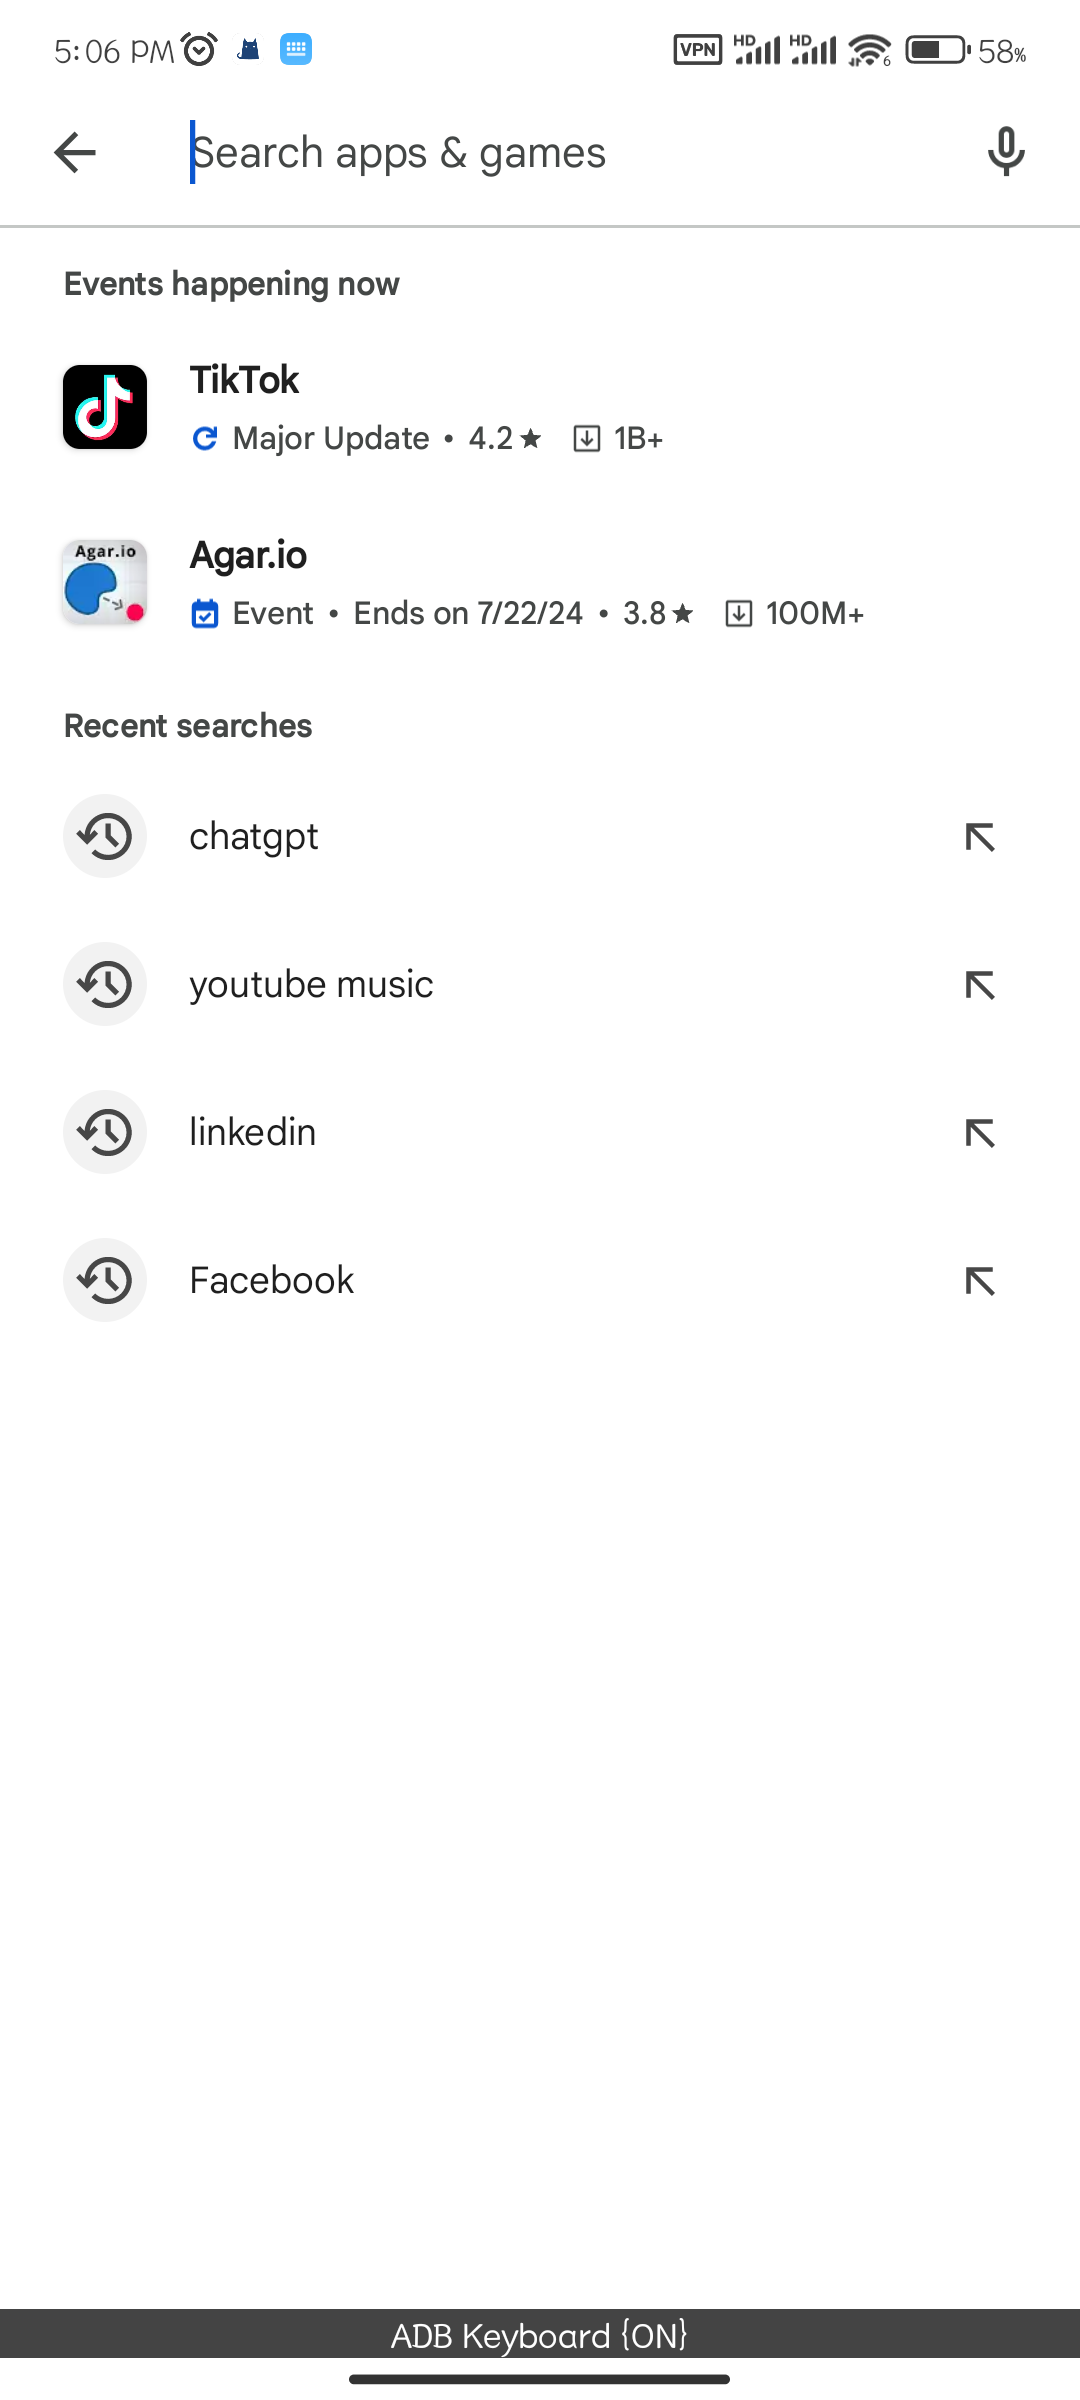 5:06 PM
VPN HD HD 6 58%
Search apps & games
Events happening now
TikTok
Major Update • 4.2★ 1B+
Agar.io
Agar.io
Event • Ends on 7/22/24 • 3.8★ 100M+
Recent searches
chatgpt
youtube music
linkedin
Facebook
ADB Keyboard {ON}